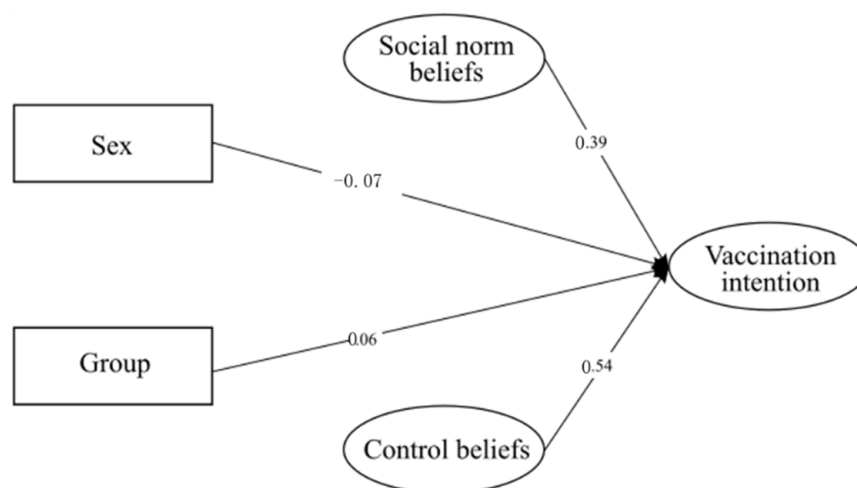 Social norm
beliefs
0.39
Sex
-0.07
Vaccination
intention
Group
0.06
0.54
Control beliefs